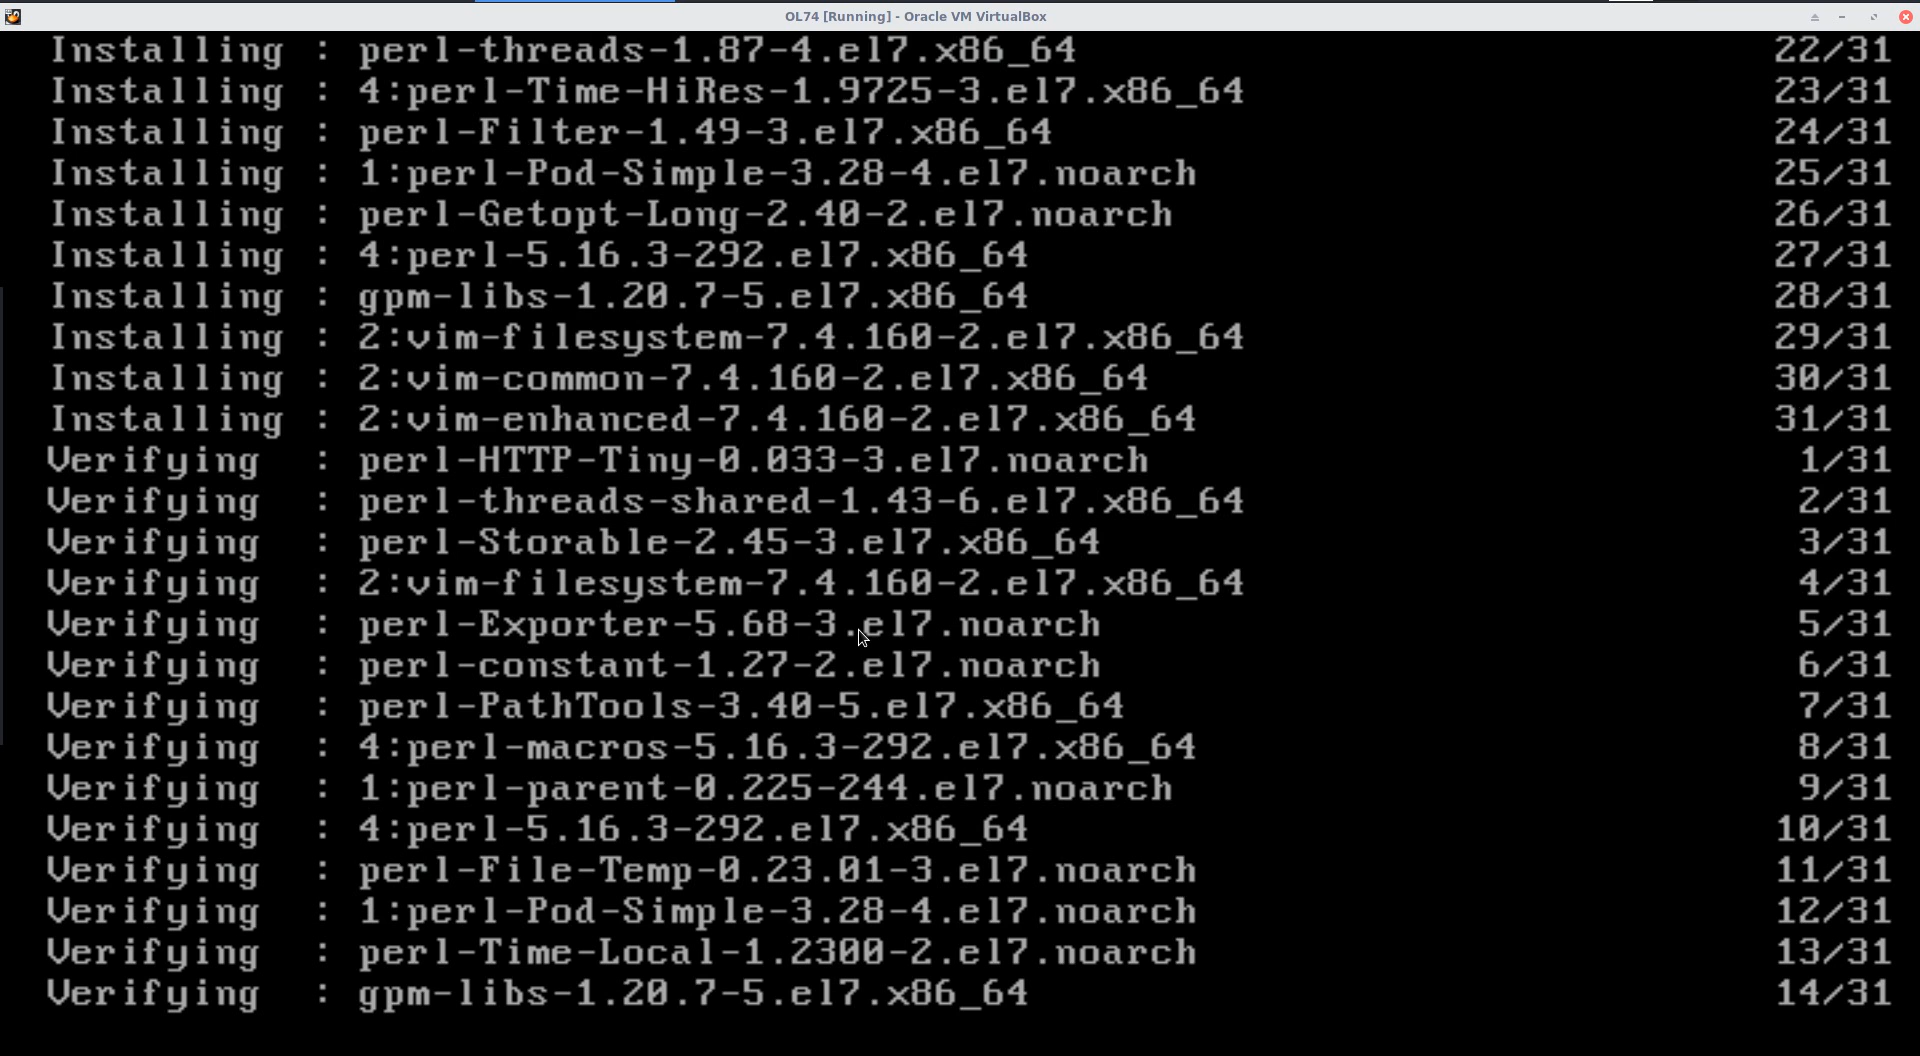 OL74 [Running] - Oracle VM VirtualBox
Installing : perl-threads-1.87-4.el7.x86_64 22/31
Installing : 4:perl-Time-HiRes-1.9725-3.el7.x86_64 23/31
Installing : perl-Filter-1.49-3.el7.x86_64 24/31
Installing : 1:perl-Pod-Simple-3.28-4.el7.noarch 25/31
Installing : perl-Getopt-Long-2.40-2.el7.noarch 26/31
Installing : 4:perl-5.16.3-292.el7.x86_64 27/31
Installing : gpm-libs-1.20.7-5.el7.x86_64 28/31
Installing : 2:vim-filesystem-7.4.160-2.el7.x86_64 29/31
Installing : 2:vim-common-7.4.160-2.el7.x86_64 30/31
Installing : 2:vim-enhanced-7.4.160-2.el7.x86_64 31/31
Verifying : perl-HTTP-Tiny-0.033-3.el7.noarch 1/31
Verifying : perl-threads-shared-1.43-6.el7.x86_64 2/31
Verifying : perl-Storable-2.45-3.el7.x86_64 3/31
Verifying : 2:vim-filesystem-7.4.160-2.el7.x86_64 4/31
Verifying : perl-Exporter-5.68-3.el7.noarch 5/31
Verifying : perl-constant-1.27-2.el7.noarch 6/31
Verifying : perl-PathTools-3.40-5.el7.x86_64 7/31
Verifying : 4:perl-macros-5.16.3-292.el7.x86_64 8/31
Verifying : 1:perl-parent-0.225-244.el7.noarch 9/31
Verifying : 4:perl-5.16.3-292.el7.x86_64 10/31
Verifying : perl-File-Temp-0.23.01-3.el7.noarch 11/31
Verifying : 1:perl-Pod-Simple-3.28-4.el7.noarch 12/31
Verifying : perl-Time-Local-1.2300-2.el7.noarch 13/31
Verifying : gpm-libs-1.20.7-5.el7.x86_64 14/31